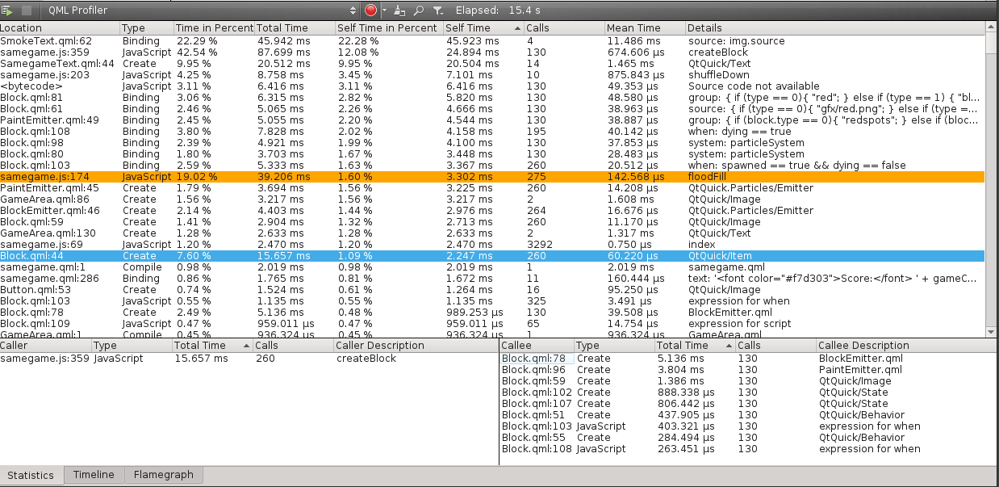 QML Profiler Elapsed: 15.4 s
Location Type Time in Percent Total Time Self Time in Percent Self Time Calls Mean Time Details
SmokeText.qml:62 Binding 22.29 % 45.942 ms 22.28 % 45.923 ms 4 11.486 ms source: img.source
samegame.js:359 JavaScript 42.54 % 87.699 ms 12.08 % 24.894 ms 130 674.606 µs createBlock
SamegameText.qml:44 Create 9.95 % 20.512 ms 9.95 % 20.504 ms 14 1.465 ms QtQuick/Text
samegame.js:203 JavaScript 4.25 % 8.758 ms 3.45 % 7.101 ms 10 875.843 µs shuffleDown
<bytecode> JavaScript 3.11 % 6.416 ms 3.11 % 6.416 ms 130 49.353 µs Source code not available
Block.qml:81 Binding 3.06 % 6.315 ms 2.82 % 5.820 ms 130 48.580 µs group: { if (type == 0){ "red"; } else if (type == 1) { "bl...
Block.qml:61 Binding 2.46 % 5.065 ms 2.26 % 4.666 ms 130 38.963 µs source: { if (type == 0){ "gfx/red.png"; } else if (type =...
PaintEmitter.qml:49 Binding 2.45 % 5.055 ms 2.20 % 4.544 ms 130 38.887 µs group: { if (block.type == 0){ "redspots"; } else if (bloc...
Block.qml:108 Binding 3.80 % 7.828 ms 2.02 % 4.158 ms 195 40.142 µs when: dying == true
Block.qml:98 Binding 2.39 % 4.921 ms 1.99 % 4.100 ms 130 37.853 µs system: particleSystem
Block.qml:80 Binding 1.80 % 3.703 ms 1.67 % 3.448 ms 130 28.483 µs system: particleSystem
Block.qml:103 Binding 2.59 % 5.333 ms 1.63 % 3.367 ms 260 20.512 µs when: spawned == true && dying == false
samegame.js:174 JavaScript 19.02 % 39.206 ms 1.60 % 3.302 ms 275 142.568 µs floodFill
PaintEmitter.qml:45 Create 1.79 % 3.694 ms 1.56 % 3.225 ms 260 14.208 µs QtQuick.Particles/Emitter
GameArea.qml:86 Create 1.56 % 3.217 ms 1.56 % 3.217 ms 2 1.608 ms QtQuick/Image
BlockEmitter.qml:46 Create 2.14 % 4.403 ms 1.44 % 2.976 ms 264 16.676 µs QtQuick.Particles/Emitter
Block.qml:59 Create 1.41 % 2.904 ms 1.32 % 2.713 ms 260 11.170 µs QtQuick/Image
GameArea.qml:130 Create 1.28 % 2.633 ms 1.28 % 2.633 ms 2 1.317 ms QtQuick/Text
samegame.js:69 JavaScript 1.20 % 2.470 ms 1.20 % 2.470 ms 3292 0.750 µs index
Block.qml:44 Create 7.60 % 15.657 ms 1.09 % 2.247 ms 260 60.220 µs QtQuick/Item
samegame.qml:1 Compile 0.98 % 2.019 ms 0.98 % 2.019 ms 1 2.019 ms samegame.qml
samegame.qml:286 Binding 0.86 % 1.765 ms 0.81 % 1.672 ms 11 160.444 µs text: '<font color="#f7d303">Score:</font> ' + gameC...
Button.qml:53 Create 0.74 % 1.524 ms 0.61 % 1.264 ms 16 95.250 µs QtQuick/Image
Block.qml:103 JavaScript 0.55 % 1.135 ms 0.55 % 1.135 ms 325 3.491 µs expression for when
Block.qml:78 Create 2.49 % 5.136 ms 0.48 % 989.253 µs 130 39.508 µs BlockEmitter.qml
Block.qml:109 JavaScript 0.47 % 959.011 µs 0.47 % 959.011 µs 65 14.754 µs expression for script
GameArea.qml:1 Compile 0.45 % 936.324 µs 0.45 % 936.324 µs 1 936.324 µs GameArea.qml
Caller Type Total Time Calls Caller Description
samegame.js:359 JavaScript 15.657 ms 260 createBlock
Callee Type Total Time Calls Callee Description
Block.qml:78 Create 5.136 ms 130 BlockEmitter.qml
Block.qml:96 Create 3.804 ms 130 PaintEmitter.qml
Block.qml:59 Create 1.386 ms 130 QtQuick/Image
Block.qml:102 Create 888.338 µs 130 QtQuick/State
Block.qml:107 Create 806.442 µs 130 QtQuick/State
Block.qml:51 Create 437.905 µs 130 QtQuick/Behavior
Block.qml:103 JavaScript 403.321 µs 130 expression for when
Block.qml:55 Create 284.494 µs 130 QtQuick/Behavior
Block.qml:108 JavaScript 263.451 µs 130 expression for when
Statistics Timeline Flamegraph